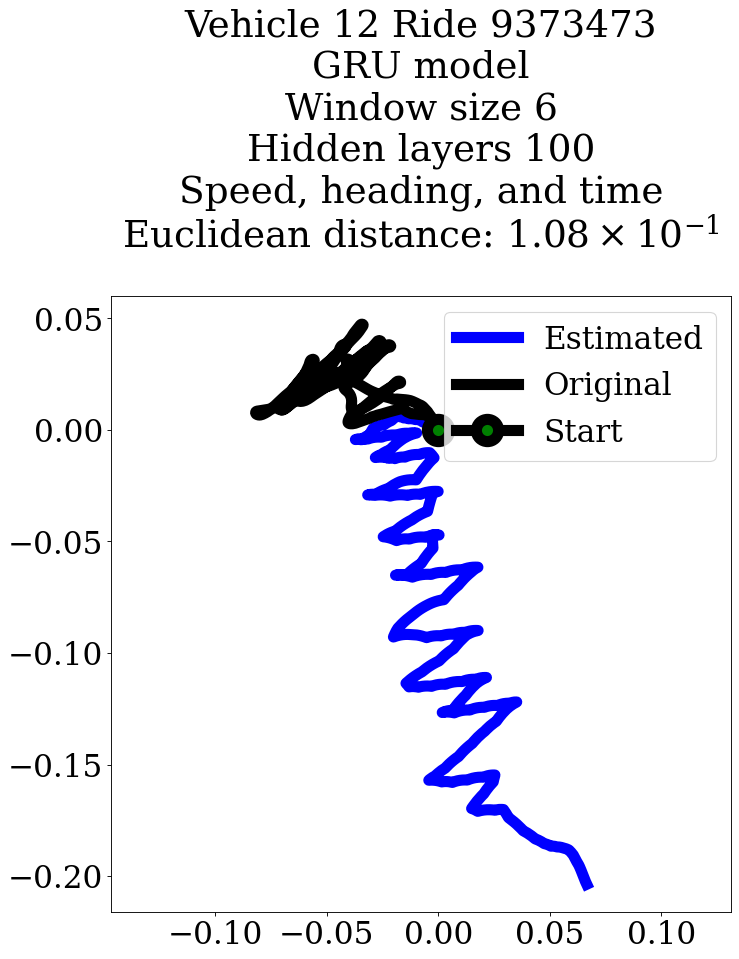 Vehicle 12 Ride 9373473
GRU model
Window size 6
Hidden layers 100
Speed, heading, and time
Euclidean distance: $1.08 \times 10^{-1}$
0.05
0.00
−0.05
−0.10
−0.15
−0.20
Estimated
Original
Start
−0.10 −0.05 0.00 0.05 0.10